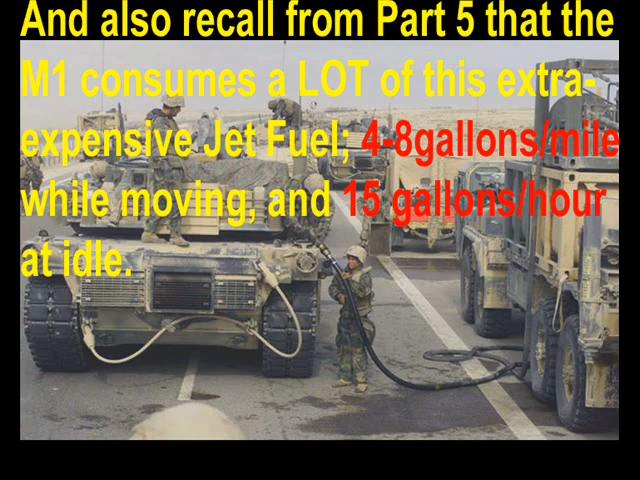 And also recall from Part 5 that the
M1 consumes a LOT of this extra-
expensive Jet Fuel; 4-8gallons/mile
while moving, and 15 gallons/hour
at idle.